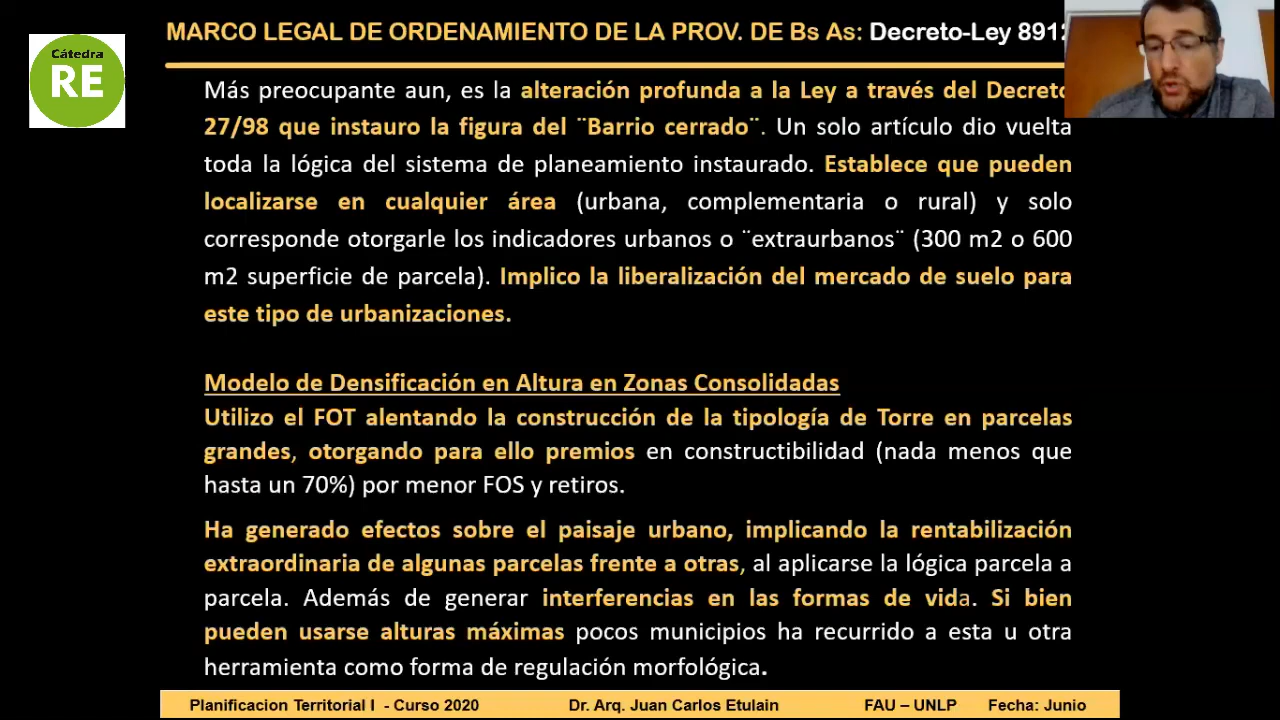 MARCO LEGAL DE ORDENAMIENTO DE LA PROV. DE Bs As: Decreto-Ley 8912
Cátedra
RE
Más preocupante aun, es la alteración profunda a la Ley a través del Decreto
27/98 que instauro la figura del ¨Barrio cerrado¨. Un solo artículo dio vuelta
toda la lógica del sistema de planeamiento instaurado. Establece que pueden
localizarse en cualquier área (urbana, complementaria o rural) y solo
corresponde otorgarle los indicadores urbanos o ¨extraurbanos¨ (300 m2 o 600
m2 superficie de parcela). Implico la liberalización del mercado de suelo para
este tipo de urbanizaciones.
Modelo de Densificación en Altura en Zonas Consolidadas
Utilizo el FOT alentando la construcción de la tipología de Torre en parcelas
grandes, otorgando para ello premios en constructibilidad (nada menos que
hasta un 70%) por menor FOS y retiros.
Ha generado efectos sobre el paisaje urbano, implicando la rentabilización
extraordinaria de algunas parcelas frente a otras, al aplicarse la lógica parcela a
parcela. Además de generar interferencias en las formas de vida. Si bien
pueden usarse alturas máximas pocos municipios ha recurrido a esta u otra
herramienta como forma de regulación morfológica.
Planificacion Territorial I - Curso 2020 Dr. Arq. Juan Carlos Etulain FAU – UNLP Fecha: Junio